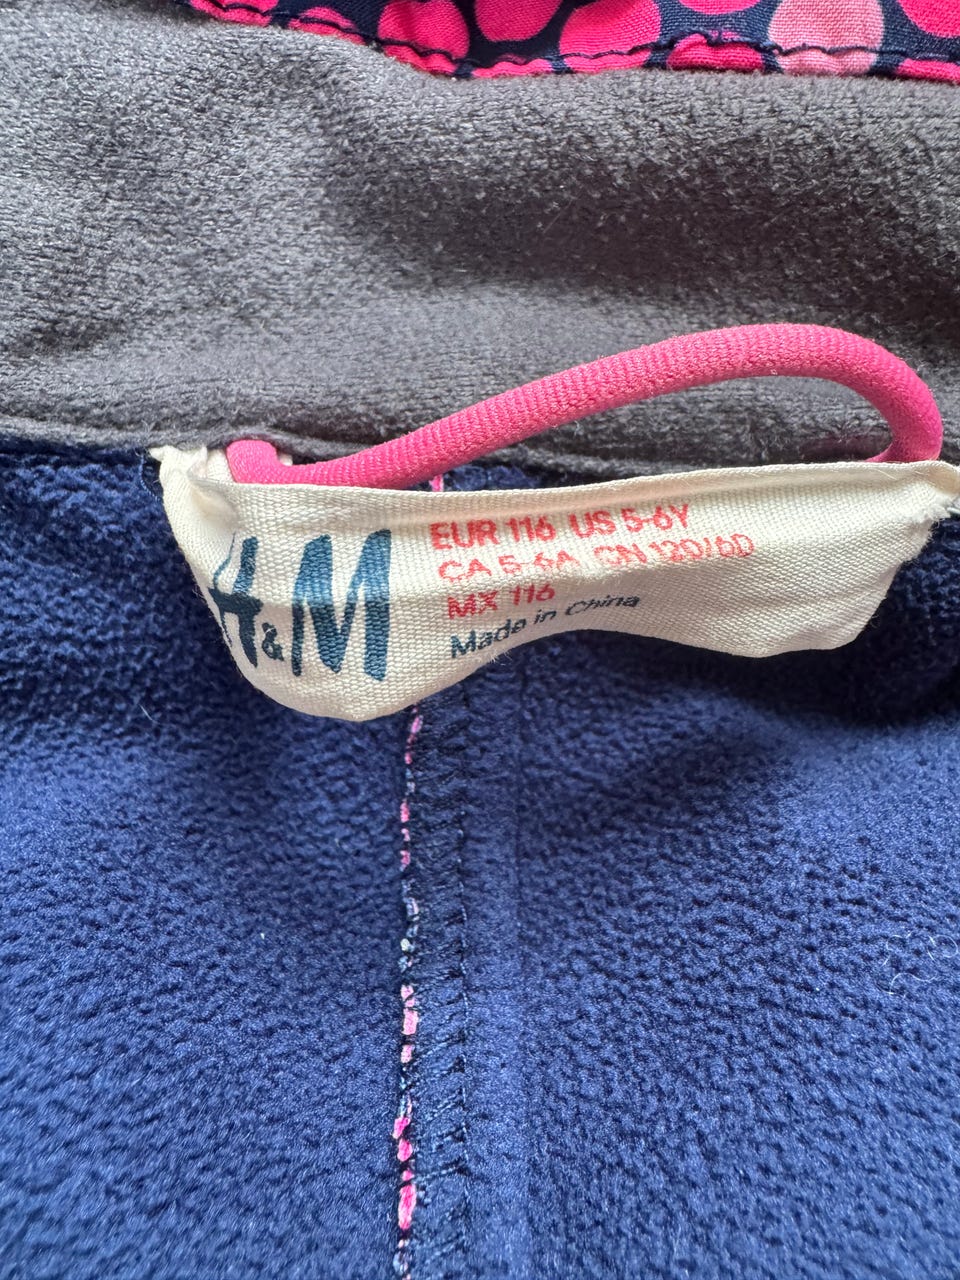 H&M
EUR 116 US 5-6Y
CA 5-6A CN 120/60
MX 116
Made in China